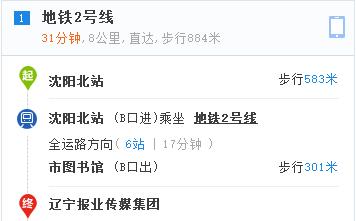 1 地铁2号线
31分钟, 8公里, 直达, 步行884米
起 沈阳北站 步行583米
沈阳北站 (B口进)乘坐 地铁2号线
全运路方向( 6站 | 17分钟 )
市图书馆 (B口出) 步行301米
终 辽宁报业传媒集团